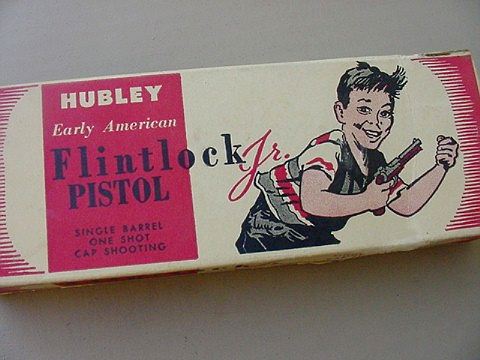 HUBLEY
Early American
Flintlock Jr.
PISTOL
SINGLE BARREL
ONE SHOT
CAP SHOOTING